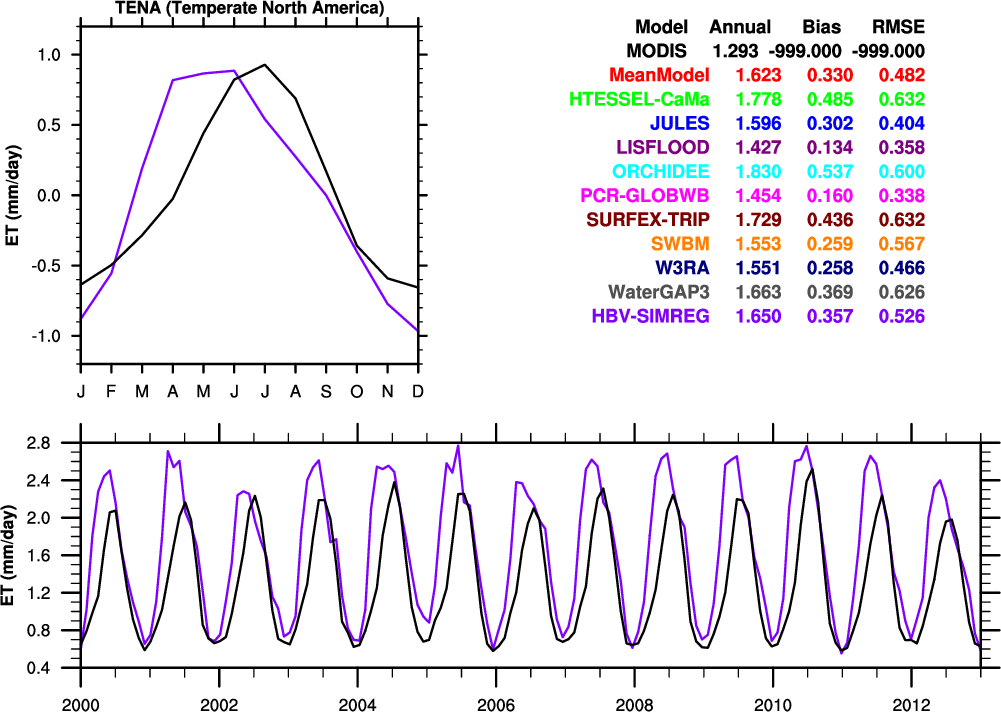 TENA (Temperate North America)
ET (mm/day)
1.0
0.5
0.0
-0.5
-1.0
J F M A M J J A S O N D
Model Annual Bias RMSE
MODIS 1.293 -999.000 -999.000
MeanModel 1.623 0.330 0.482
HTESSEL-CaMa 1.778 0.485 0.632
JULES 1.596 0.302 0.404
LISFLOOD 1.427 0.134 0.358
ORCHIDEE 1.830 0.537 0.600
PCR-GLOBWB 1.454 0.160 0.338
SURFEX-TRIP 1.729 0.436 0.632
SWBM 1.553 0.259 0.567
W3RA 1.551 0.258 0.466
WaterGAP3 1.663 0.369 0.626
HBV-SIMREG 1.650 0.357 0.526
ET (mm/day)
2.8
2.4
2.0
1.6
1.2
0.8
0.4
2000 2002 2004 2006 2008 2010 2012